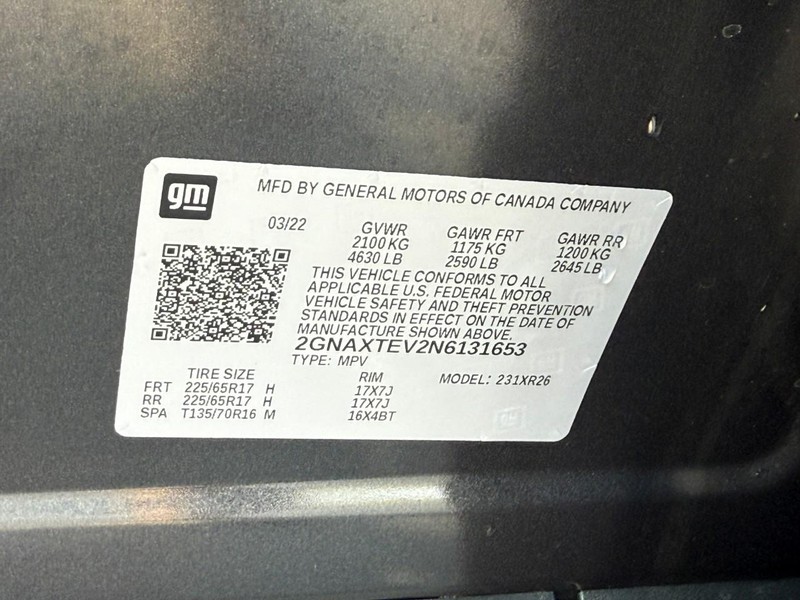 gm
MFD BY GENERAL MOTORS OF CANADA COMPANY
03/22 GVWR GAWR FRT GAWR RR
2100 KG 1175 KG 1200 KG
4630 LB 2590 LB 2645 LB
THIS VEHICLE CONFORMS TO ALL
APPLICABLE U.S. FEDERAL MOTOR
VEHICLE SAFETY AND THEFT PREVENTION
STANDARDS IN EFFECT ON THE DATE OF
MANUFACTURE SHOWN ABOVE.
2GNAXTEV2N6131653
TYPE: MPV
TIRE SIZE RIM MODEL: 231XR26
FRT 225/65R17 H 17X7J
RR 225/65R17 H 17X7J
SPA T135/70R16 M 16X4BT